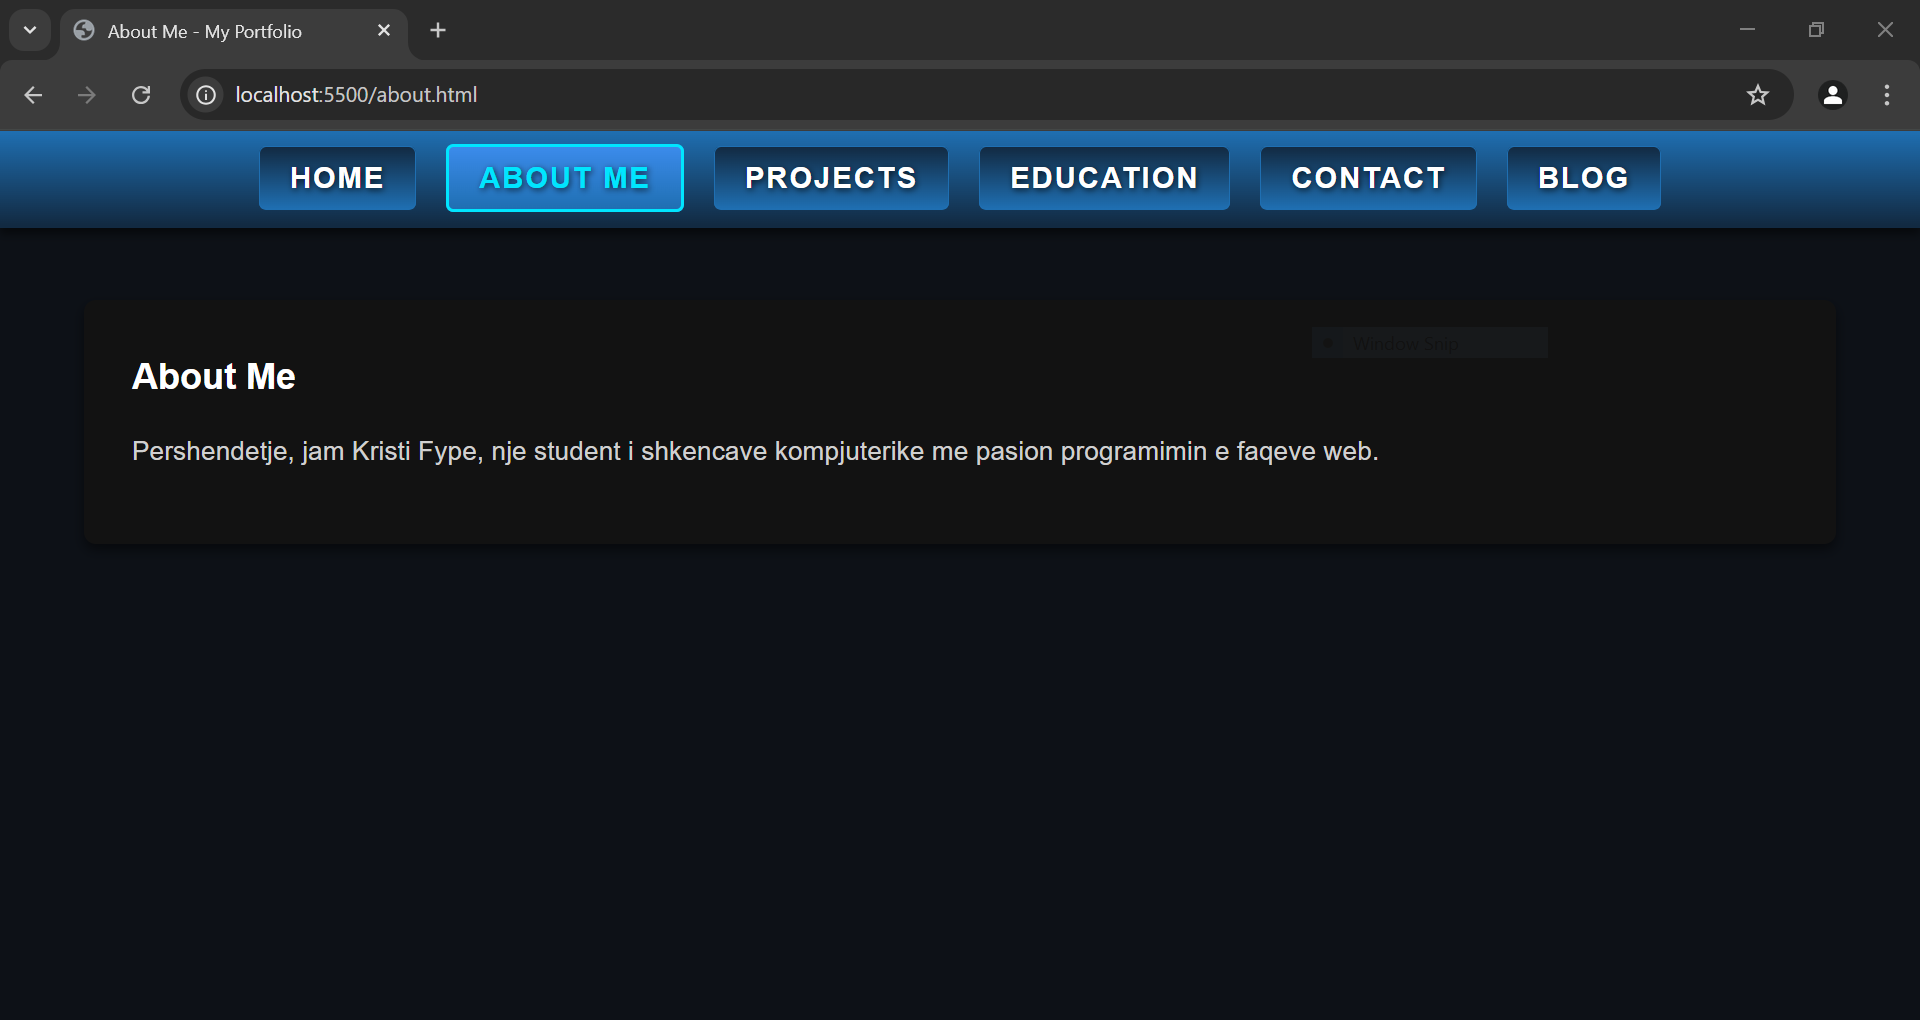 About Me - My Portfolio
localhost:5500/about.html
HOME
ABOUT ME
PROJECTS
EDUCATION
CONTACT
BLOG
Window Snip
About Me
Pershendetje, jam Kristi Fype, nje student i shkencave kompjuterike me pasion programimin e faqeve web.